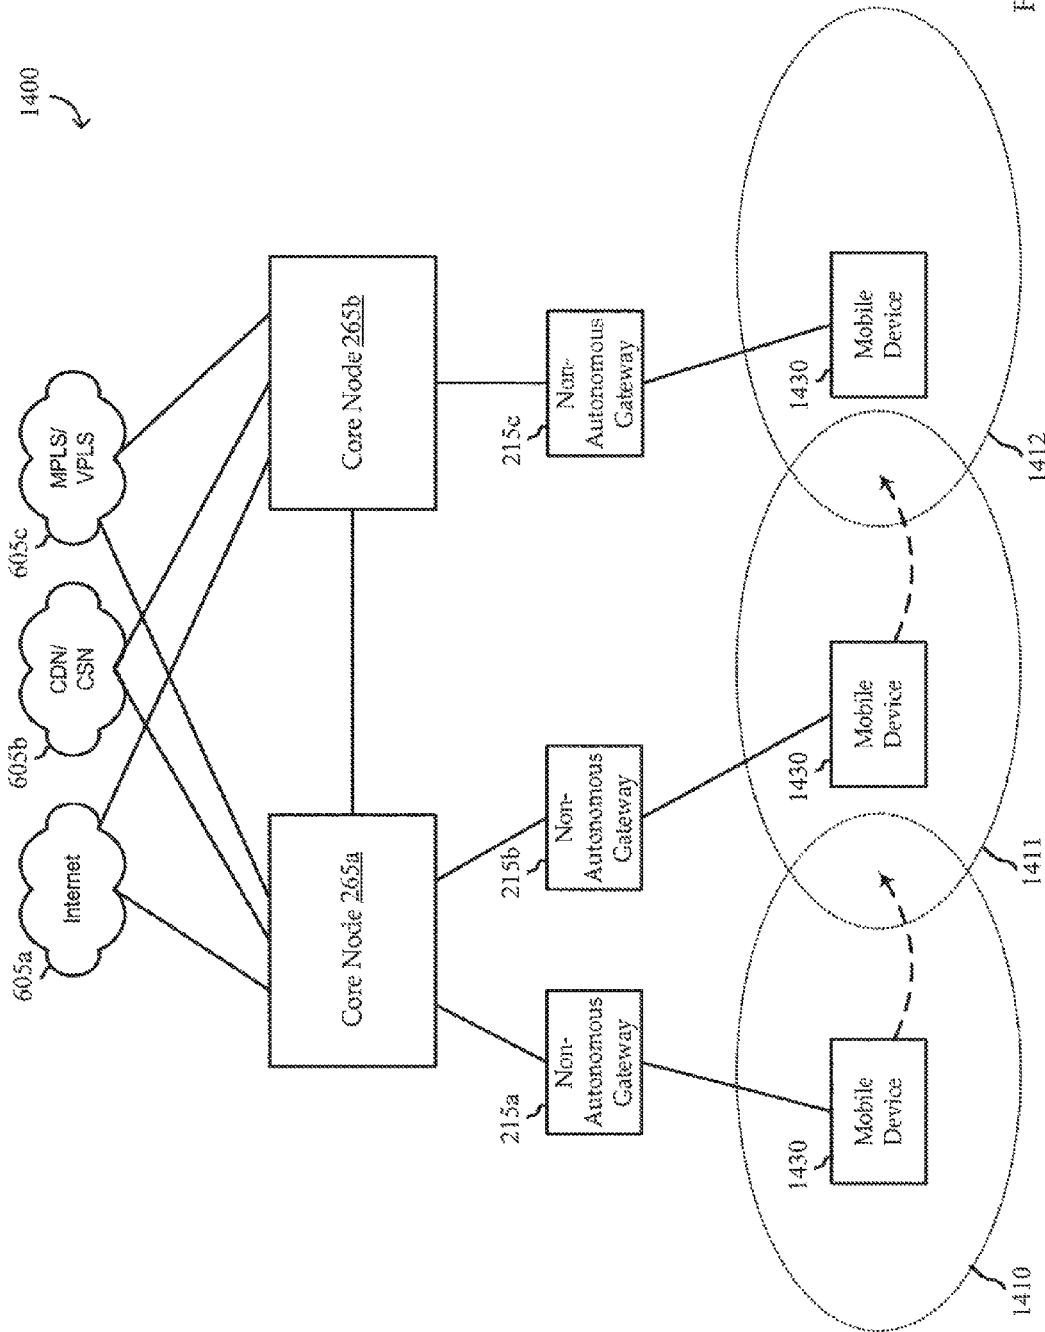 1400
605a
Internet
605b
CDN/
CSN
605c
MPLS/
VPLS
Core Node 265a
Core Node 265b
215a
Non-
Autonomous
Gateway
215b
Non-
Autonomous
Gateway
215c
Non-
Autonomous
Gateway
1430
Mobile
Device
1430
Mobile
Device
1430
Mobile
Device
1410
1411
1412